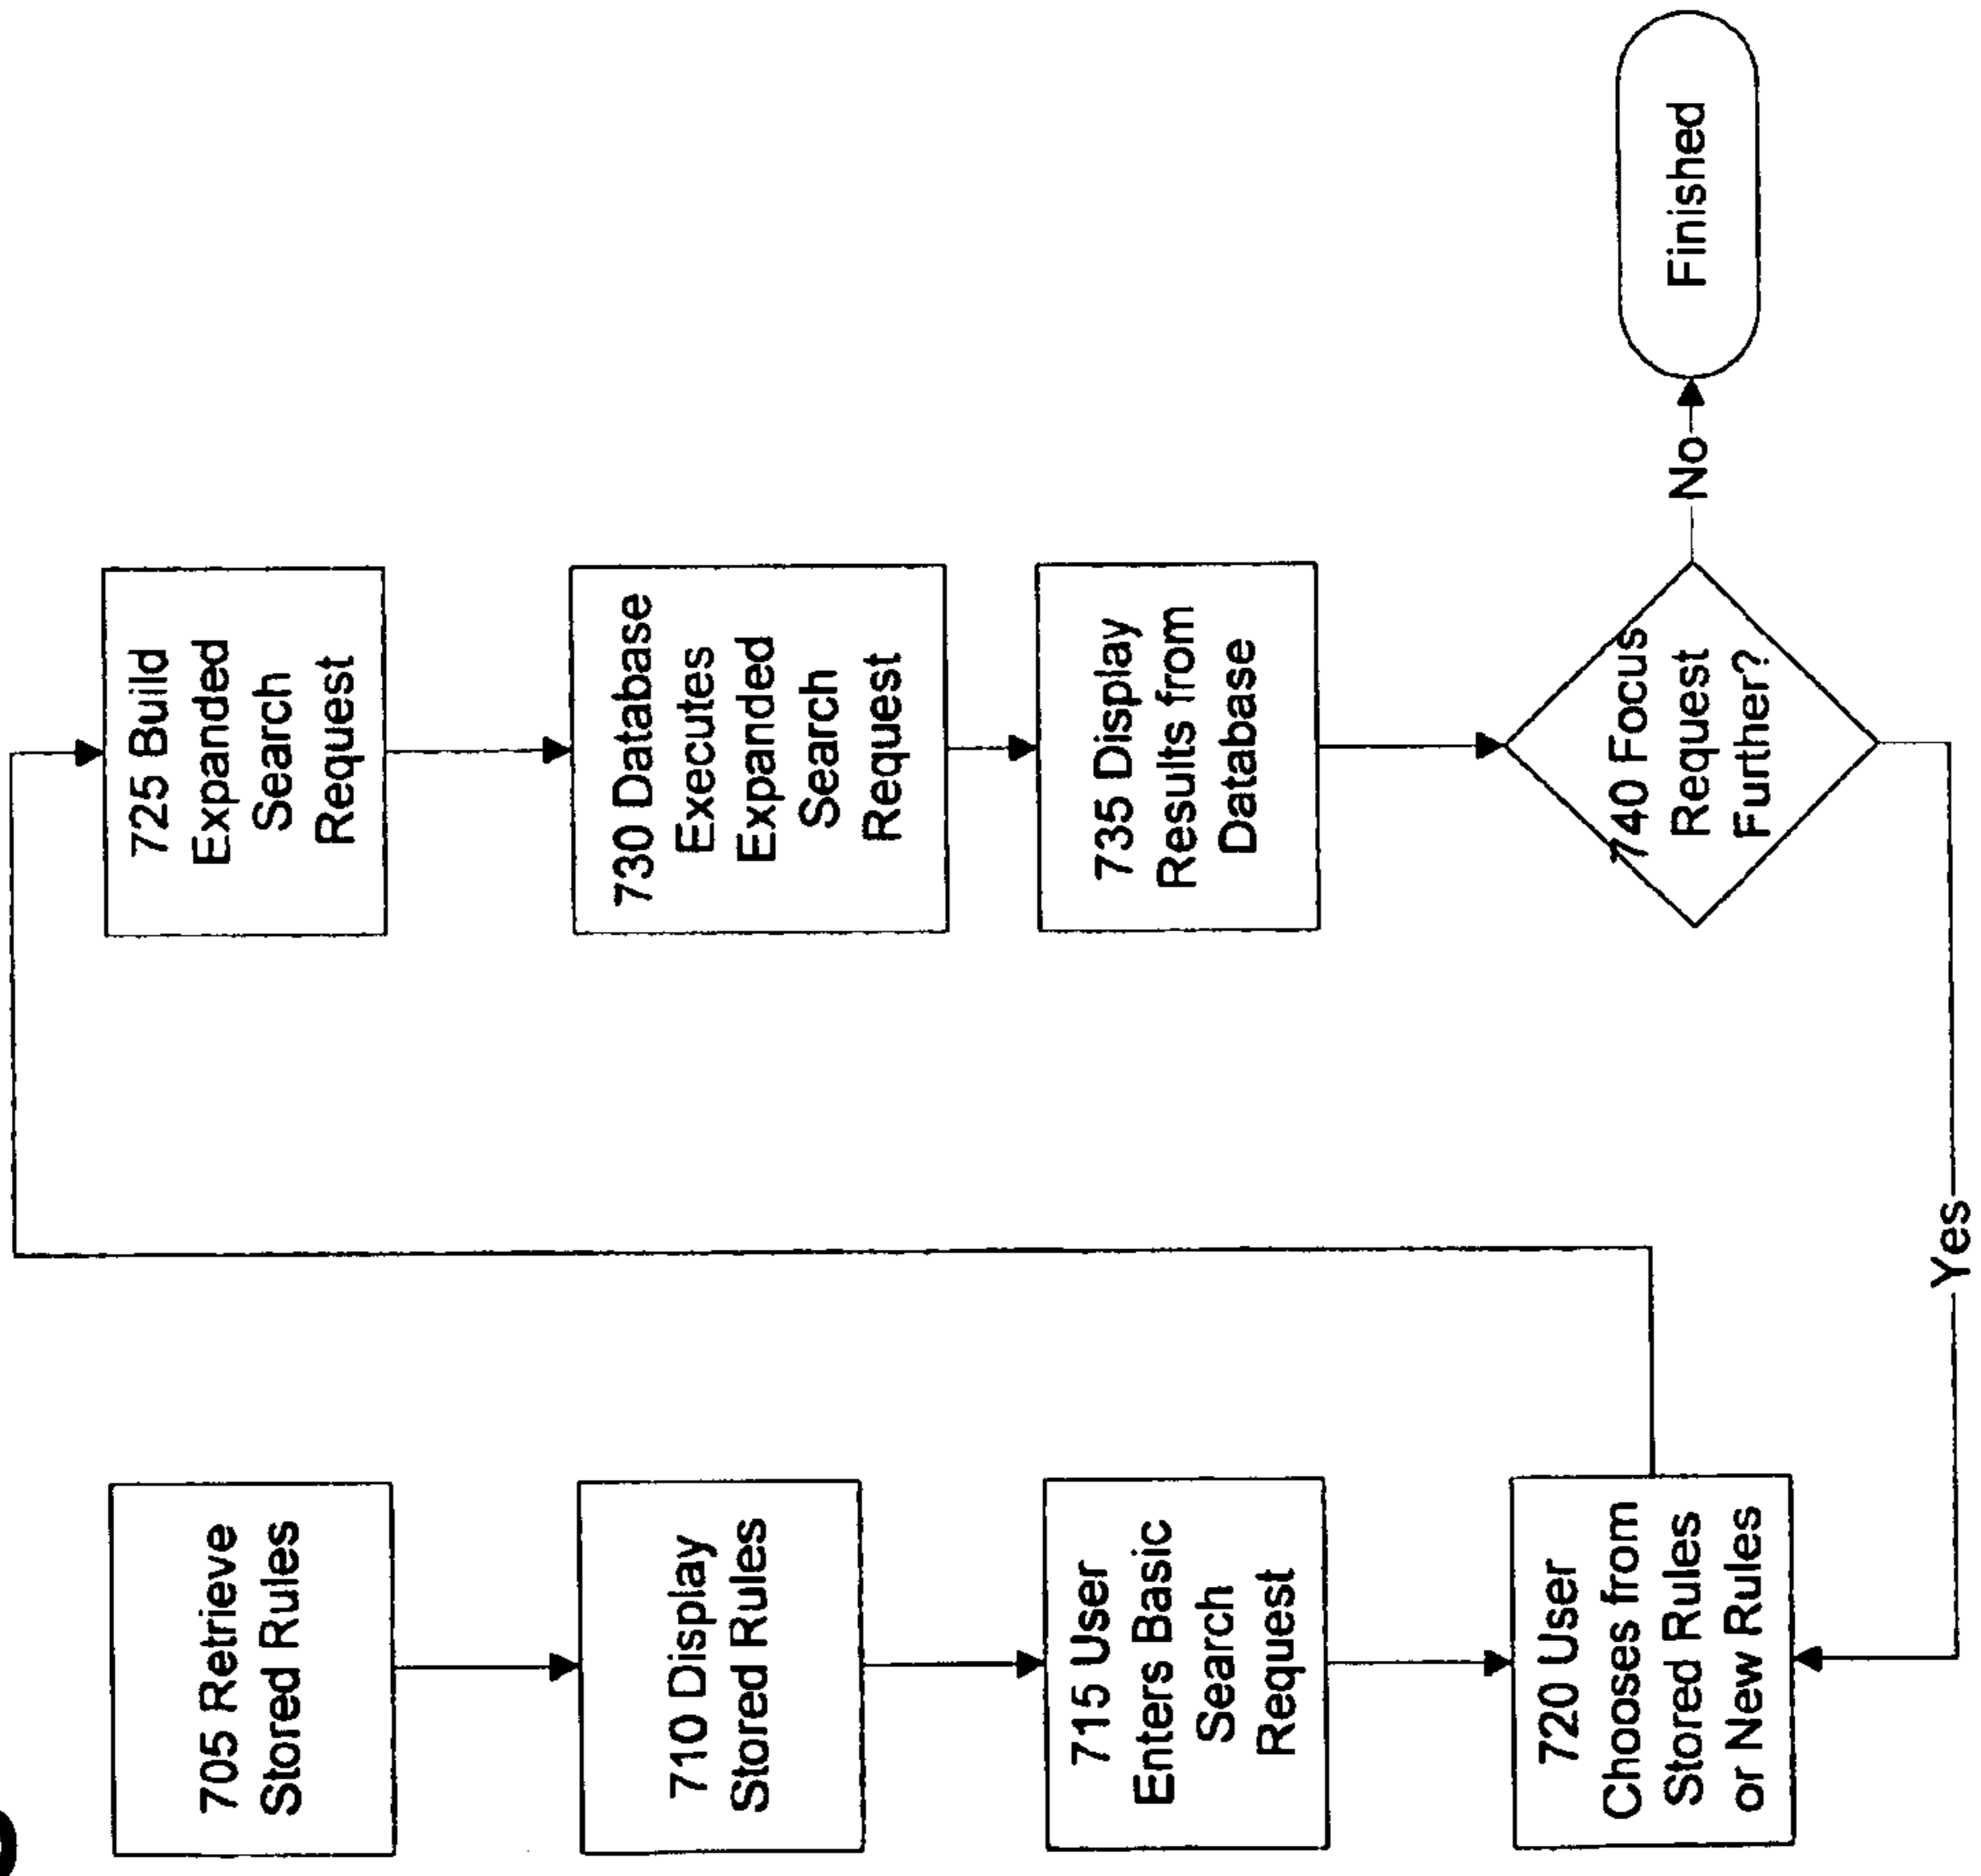 705 Retrieve
Stored Rules
710 Display
Stored Rules
715 User
Enters Basic
Search
Request
720 User
Chooses from
Stored Rules
or New Rules
725 Build
Expanded
Search
Request
730 Database
Executes
Expanded
Search
Request
735 Display
Results from
Database
740 Focus
Request
Further?
No
Finished
Yes